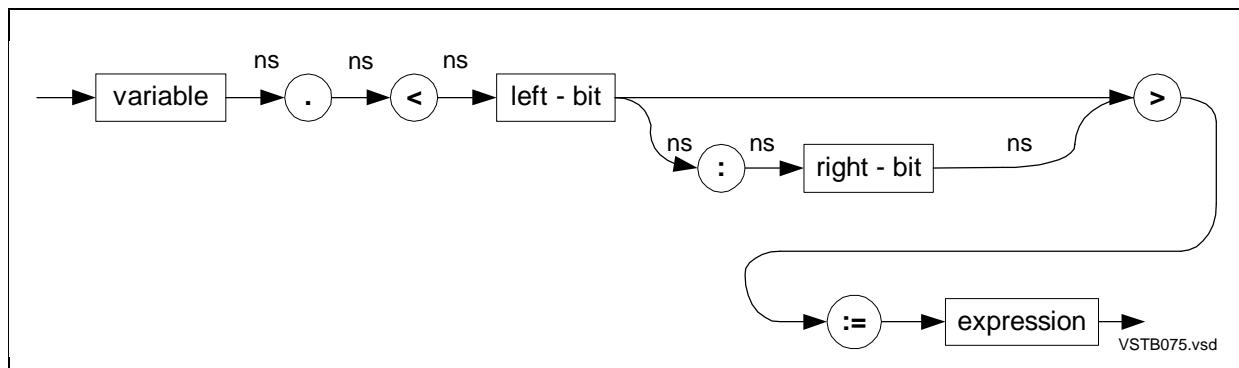 ns ns ns
variable . < left - bit >
ns ns ns
: right - bit
:= expression
VSTB075.vsd